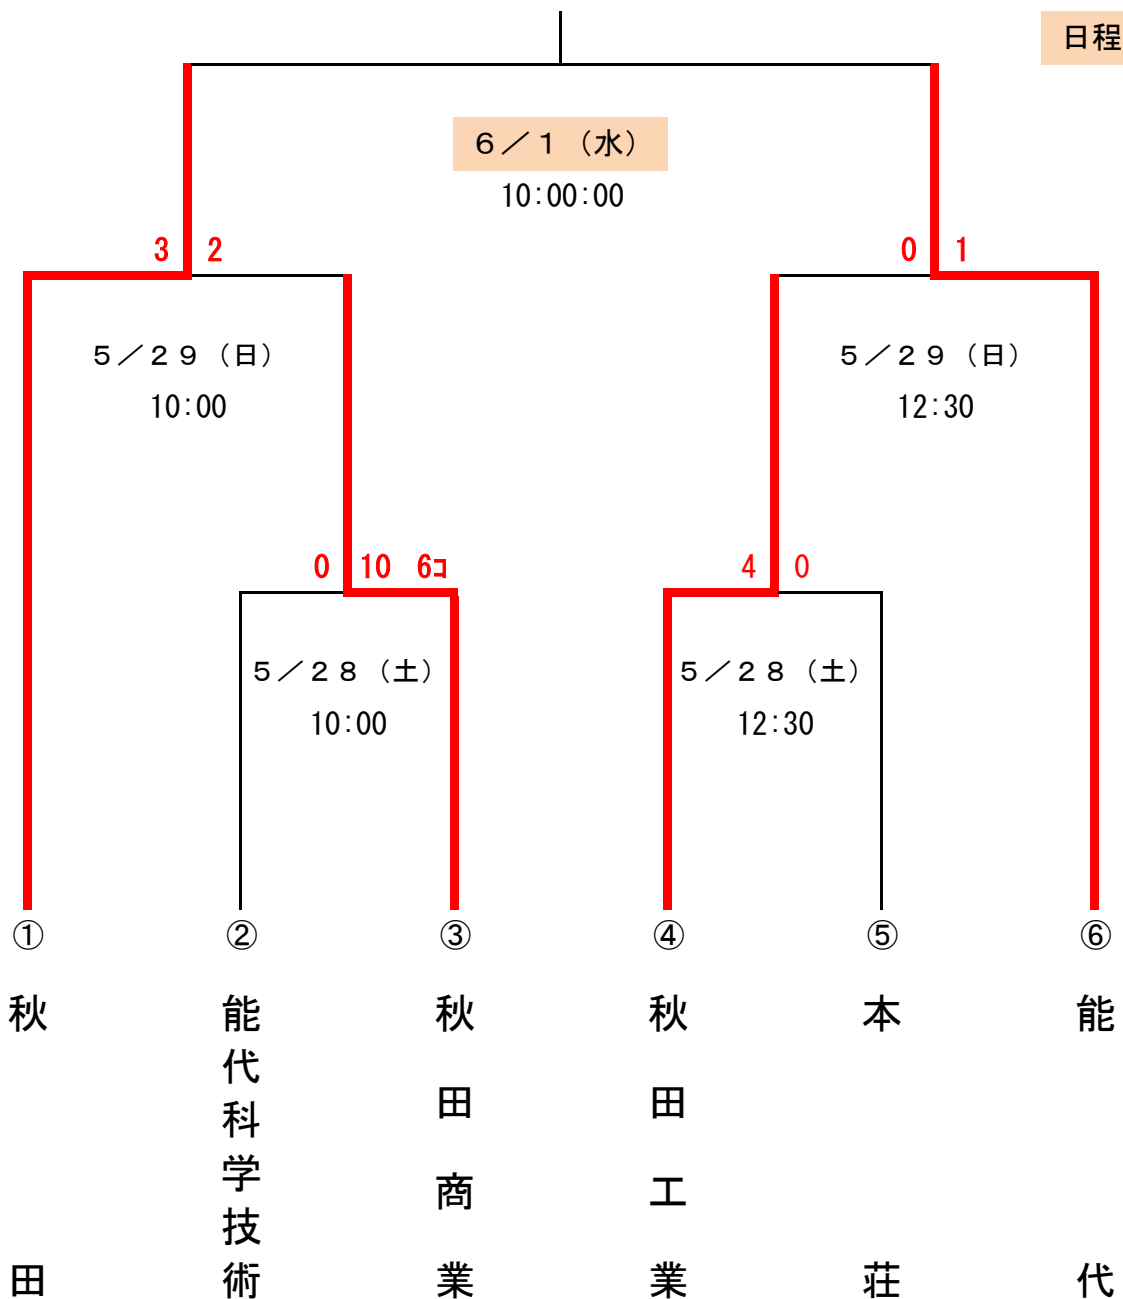 日程
６／１（水）
10:00:00
3 2
0 1
５／２９（日）
10:00
５／２９（日）
12:30
0 10 6ｺ
4 0
５／２８（土）
10:00
５／２８（土）
12:30
① ② ③ ④ ⑤ ⑥
秋田
能代科学技術
秋田商業
秋田工業
本荘
能代